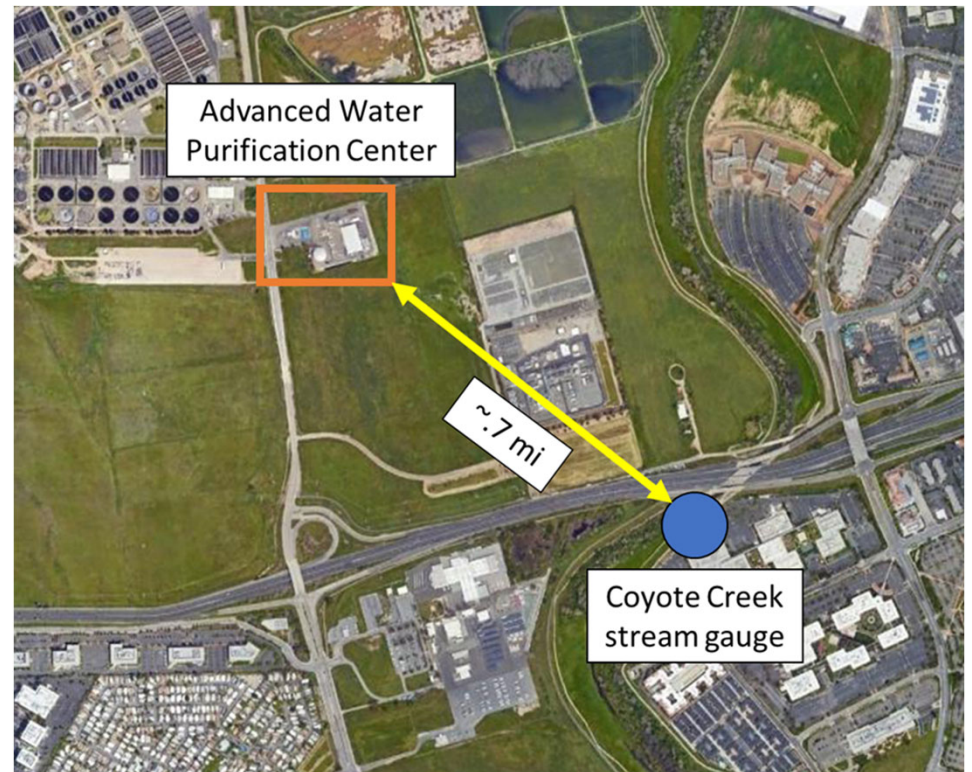 Advanced Water
Purification Center
~.7 mi
Coyote Creek
stream gauge